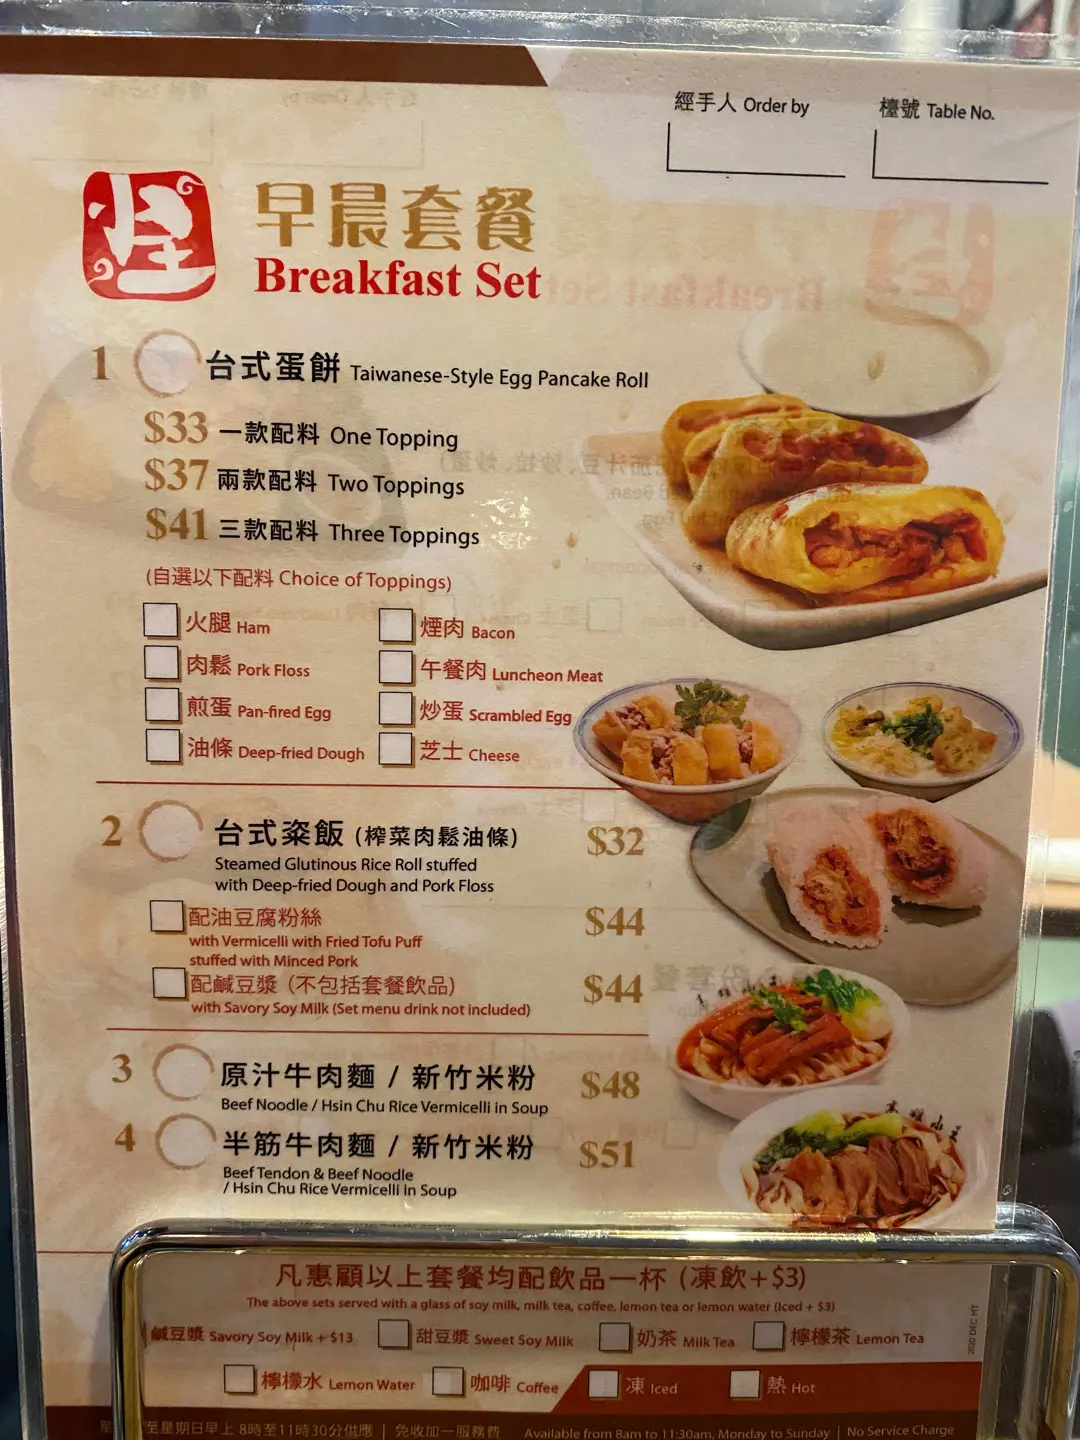 經手人 Order by
檯號 Table No.
怪
早晨套餐
Breakfast Set
1 台式蛋餅 Taiwanese-Style Egg Pancake Roll
$33 一款配料 One Topping
$37 兩款配料 Two Toppings
$41 三款配料 Three Toppings
(自選以下配料 Choice of Toppings)
火腿 Ham
煙肉 Bacon
肉鬆 Pork Floss
午餐肉 Luncheon Meat
煎蛋 Pan-fired Egg
炒蛋 Scrambled Egg
油條 Deep-fried Dough
芝士 Cheese
2 台式粢飯 (榨菜肉鬆油條) $32
Steamed Glutinous Rice Roll stuffed
with Deep-fried Dough and Pork Floss
配油豆腐粉絲 $44
with Vermicelli with Fried Tofu Puff
stuffed with Minced Pork
配鹹豆漿 (不包括套餐飲品) $44
with Savory Soy Milk (Set menu drink not included)
3 原汁牛肉麵 / 新竹米粉 $48
Beef Noodle / Hsin Chu Rice Vermicelli in Soup
4 半筋牛肉麵 / 新竹米粉 $51
Beef Tendon & Beef Noodle
/ Hsin Chu Rice Vermicelli in Soup
凡惠顧以上套餐均配飲品一杯 (凍飲+$3)
The above sets served with a glass of soy milk, milk tea, coffee, lemon tea or lemon water (Iced + $3)
鹹豆漿 Savory Soy Milk + $13
甜豆漿 Sweet Soy Milk
奶茶 Milk Tea
檸檬茶 Lemon Tea
檸檬水 Lemon Water
咖啡 Coffee
凍 Iced
熱 Hot
2020 DEC HT
至星期日早上 8時至11時30分供應 | 免收加一服務費 Available from 8am to 11:30am, Monday to Sunday | No Service Charge